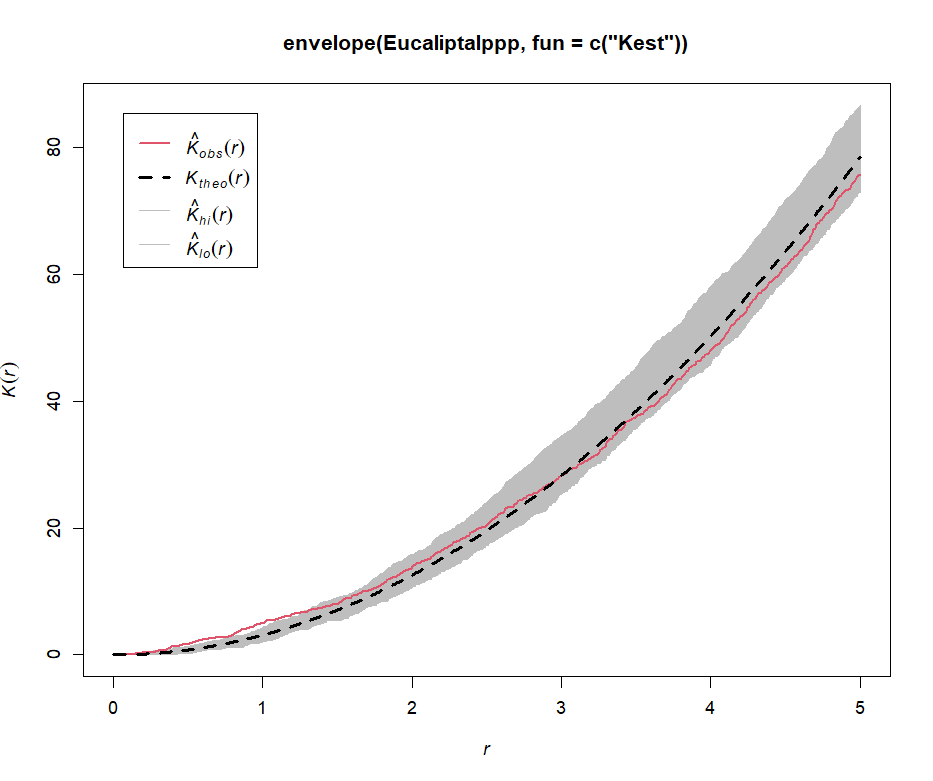 envelope(Eucaliptalppp, fun = c("Kest"))
K̂obs(r)
Ktheo(r)
K̂hi(r)
K̂lo(r)
80
60
40
20
0
K(r)
0 1 2 3 4 5
r